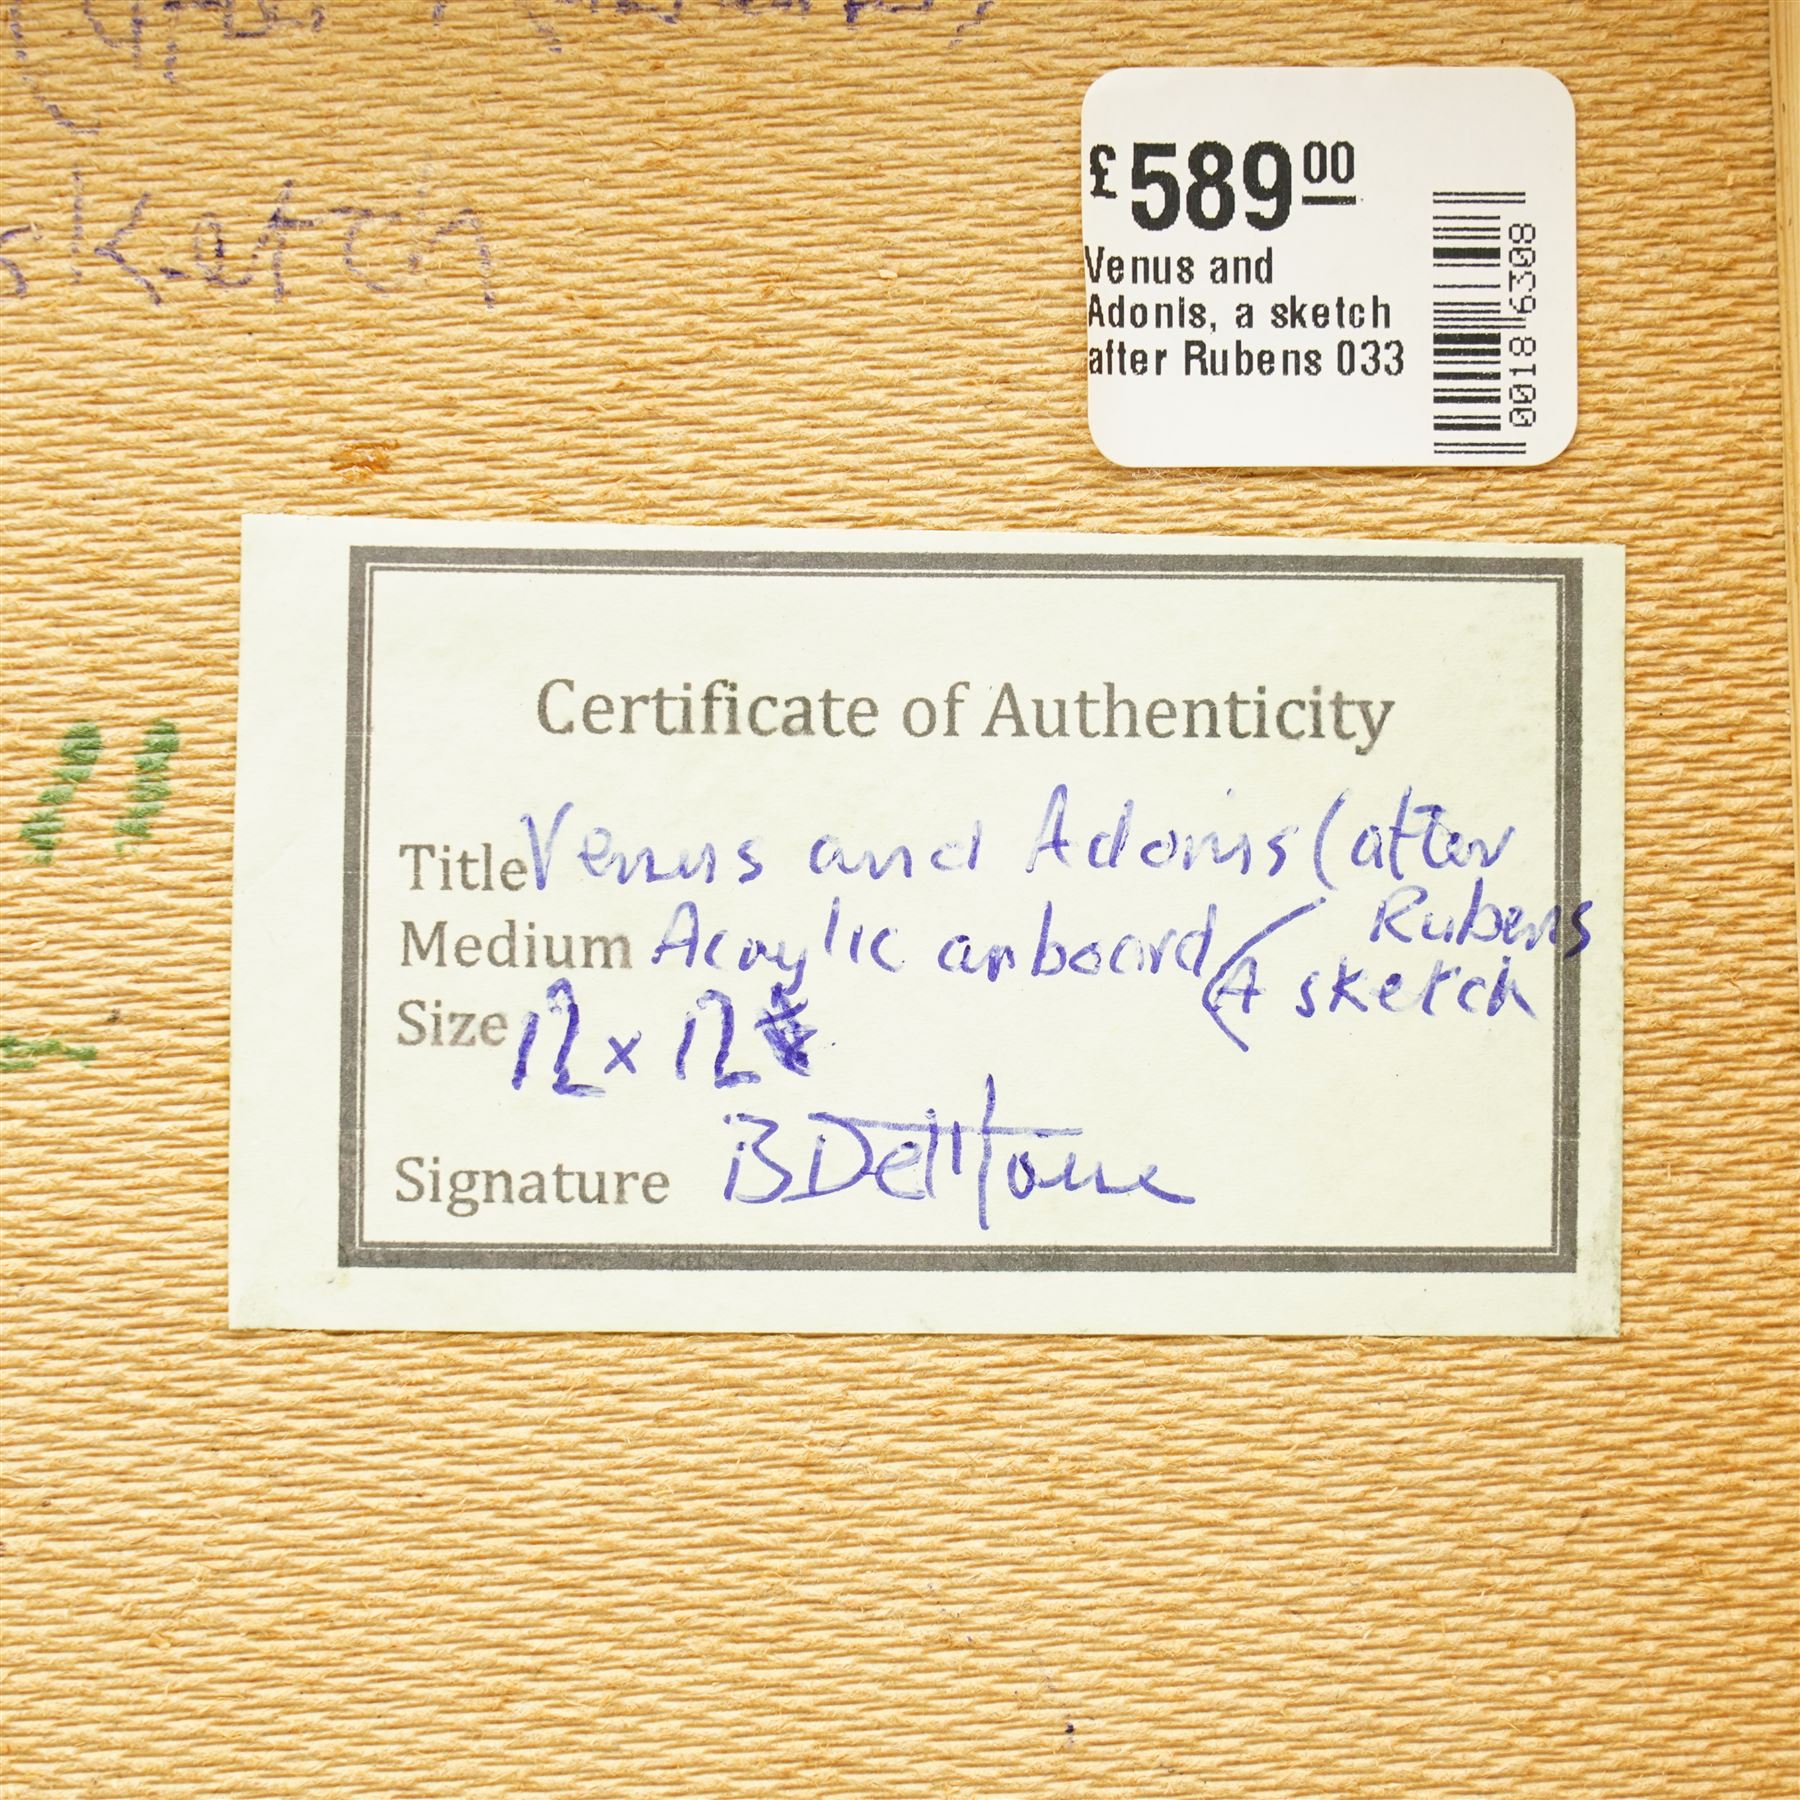 sketch
£589.00
Venus and
Adonis, a sketch
after Rubens 033
0018 6308
Certificate of Authenticity
Title Venus and Adonis (after
Rubens
Medium Acrylic on board (A sketch
Size 12 x 12
Signature